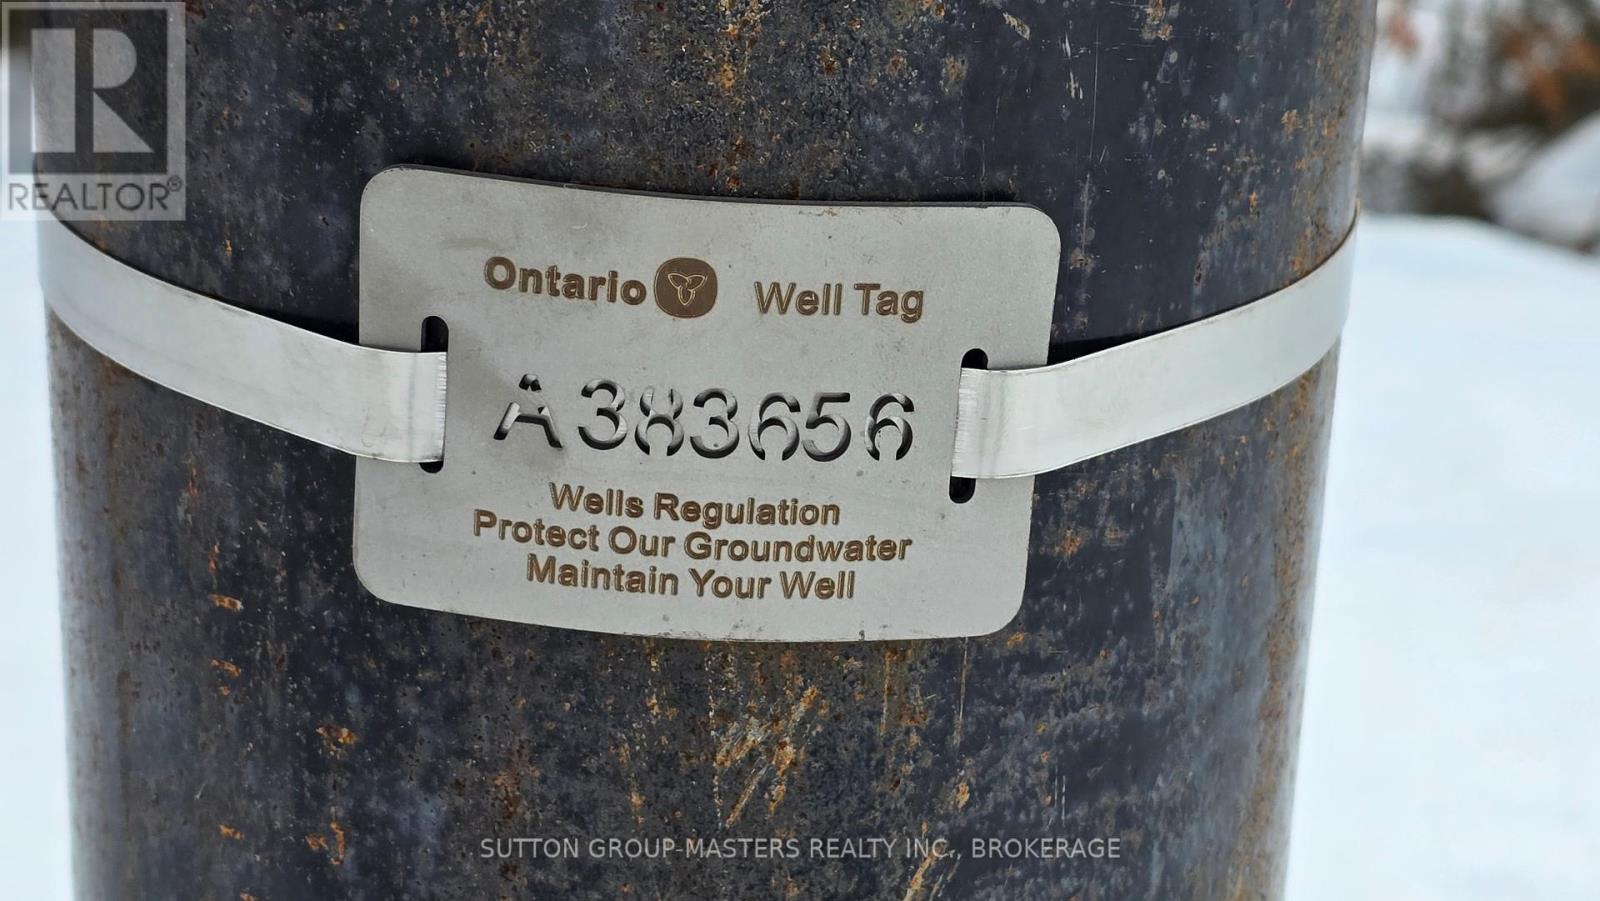 REALTOR®
Ontario Well Tag
A383656
Wells Regulation
Protect Our Groundwater
Maintain Your Well
SUTTON GROUP-MASTERS REALTY INC., BROKERAGE